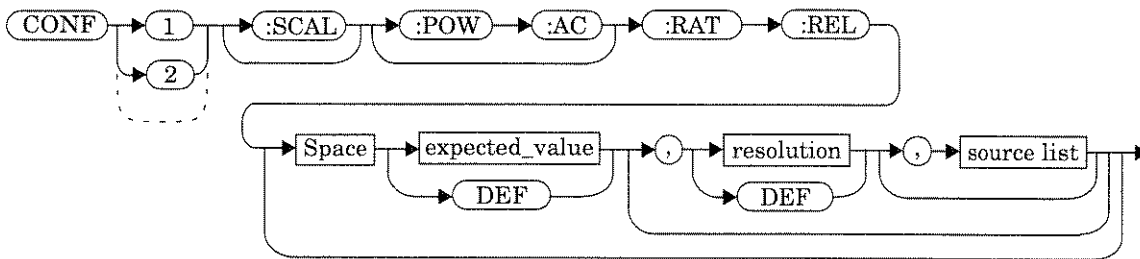 CONF 1 :SCAL :POW :AC :RAT :REL
2
Space expected_value , resolution , source list
DEF DEF